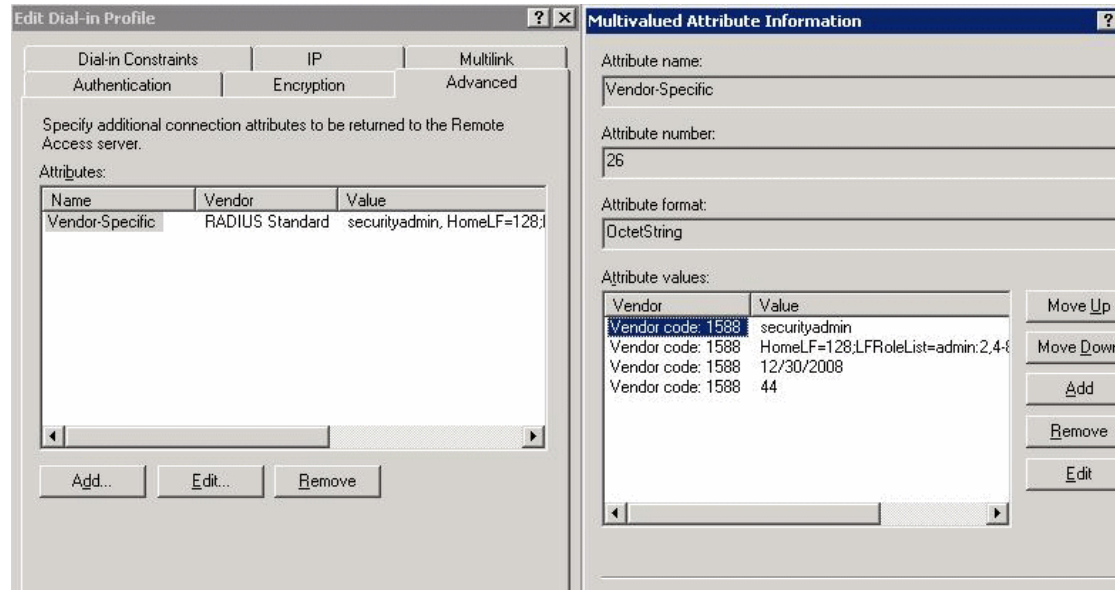 Edit Dial-in Profile
Dial-in Constraints
IP
Multilink
Authentication
Encryption
Advanced
Specify additional connection attributes to be returned to the Remote
Access server.
Attributes:
Name Vendor Value
Vendor-Specific RADIUS Standard securityadmin, HomeLF=128;
Add...
Edit...
Remove
Multivalued Attribute Information
Attribute name:
Vendor-Specific
Attribute number:
26
Attribute format:
OctetString
Attribute values:
Vendor Value
Vendor code: 1588 securityadmin
Vendor code: 1588 HomeLF=128;LFRoleList=admin:2,4-8
Vendor code: 1588 12/30/2008
Vendor code: 1588 44
Move Up
Move Down
Add
Remove
Edit